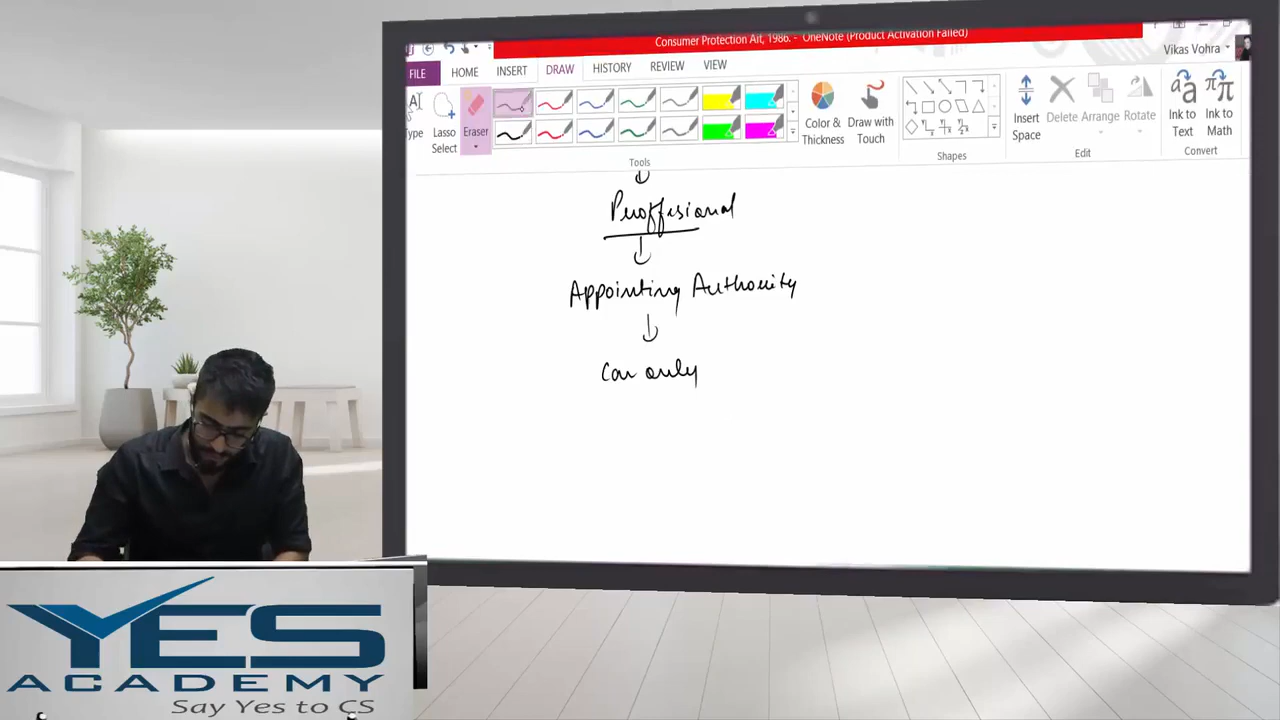 Consumer Protection Act, 1986. - OneNote (Product Activation Failed)
Vikas Vohra
FILE HOME INSERT DRAW HISTORY REVIEW VIEW
Type
Lasso Select
Eraser
Color & Thickness
Draw with Touch
Insert Space
Delete Arrange Rotate
Ink to Text
Ink to Math
Tools
Shapes
Edit
Convert
Proffesional
Appointing Authority
Can only
YES
ACADEMY
Say Yes to CS